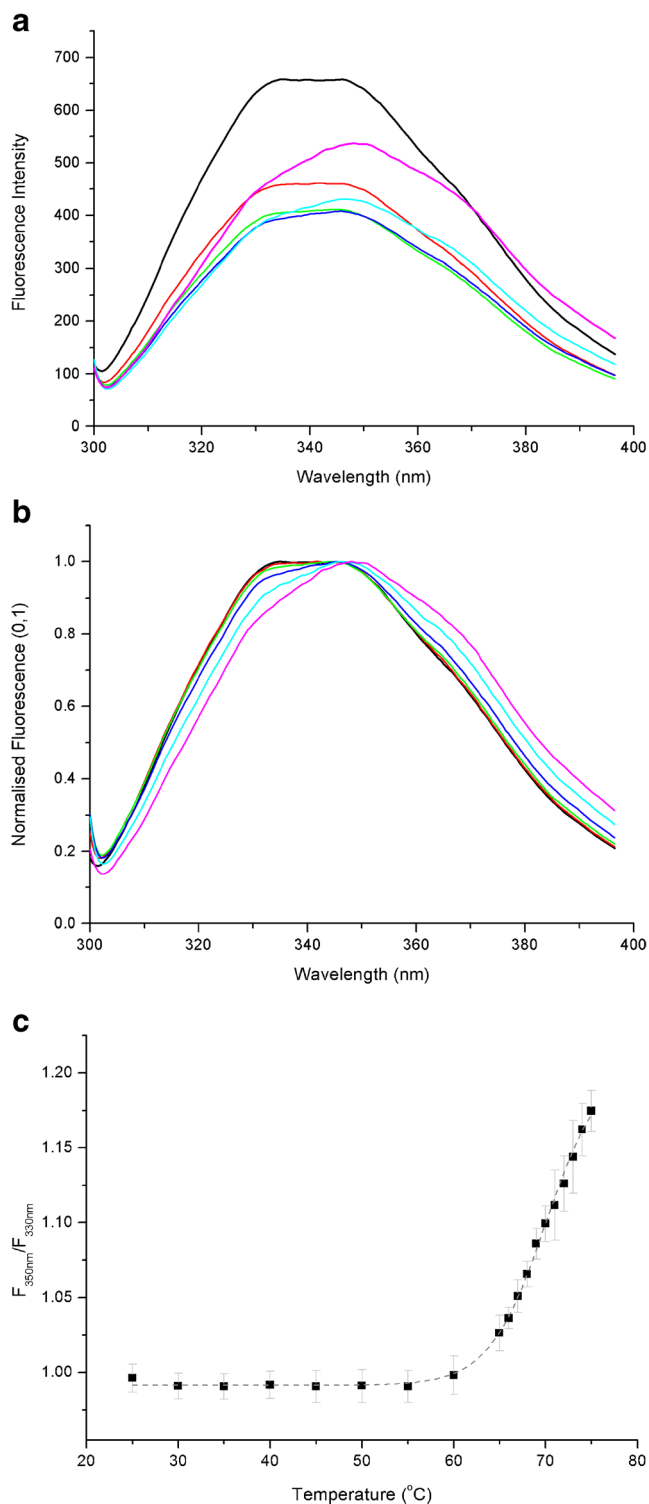 a
700
600
500
400
300
200
100
0
Fluorescence Intensity
300 320 340 360 380 400
Wavelength (nm)
b
1.0
0.8
0.6
0.4
0.2
0.0
Normalised Fluorescence (0,1)
300 320 340 360 380 400
Wavelength (nm)
c
1.20
1.15
1.10
1.05
1.00
F350nm/F330nm
20 30 40 50 60 70 80
Temperature (°C)